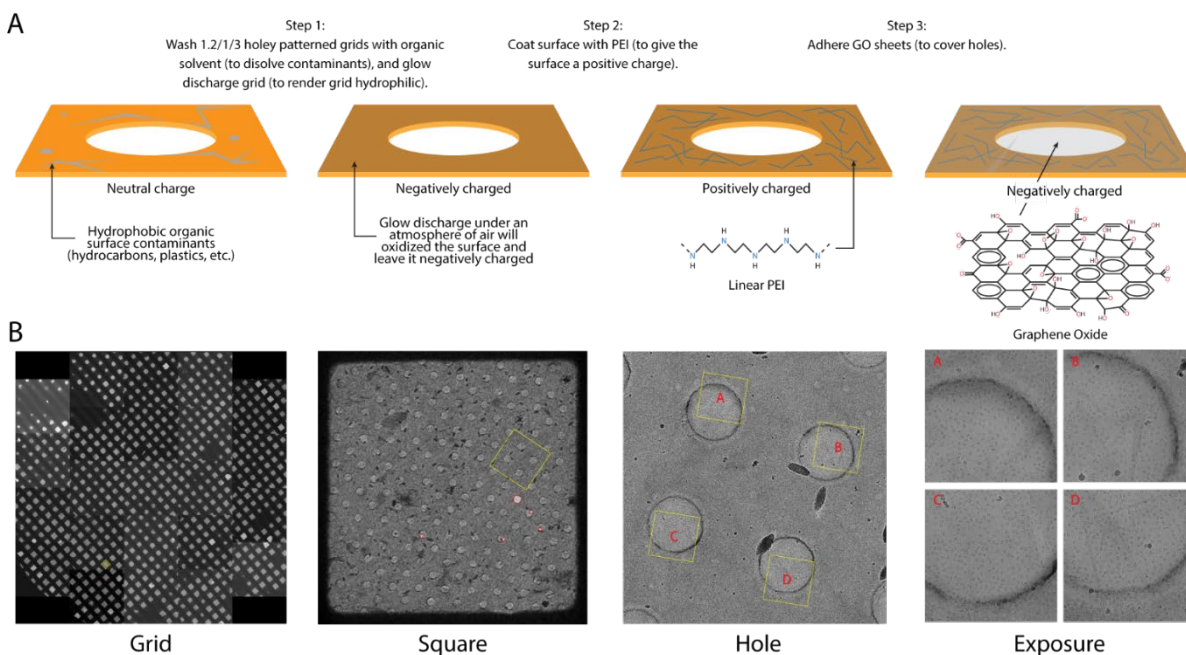 A
Step 1:
Wash 1.2/1/3 holey patterned grids with organic
solvent (to disolve contaminants), and glow
discharge grid (to render grid hydrophilic).
Step 2:
Coat surface with PEI (to give the
surface a positive charge).
Step 3:
Adhere GO sheets (to cover holes).
Neutral charge
Hydrophobic organic
surface contaminants
(hydrocarbons, plastics, etc.)
Negatively charged
Glow discharge under an
atmosphere of air will
oxidized the surface and
leave it negatively charged
Positively charged
H
H
N
N
N
N
N
H
H
H
Linear PEI
Negatively charged
Graphene Oxide
B
Grid
Square
A
B
C
D
Hole
A
B
C
D
Exposure